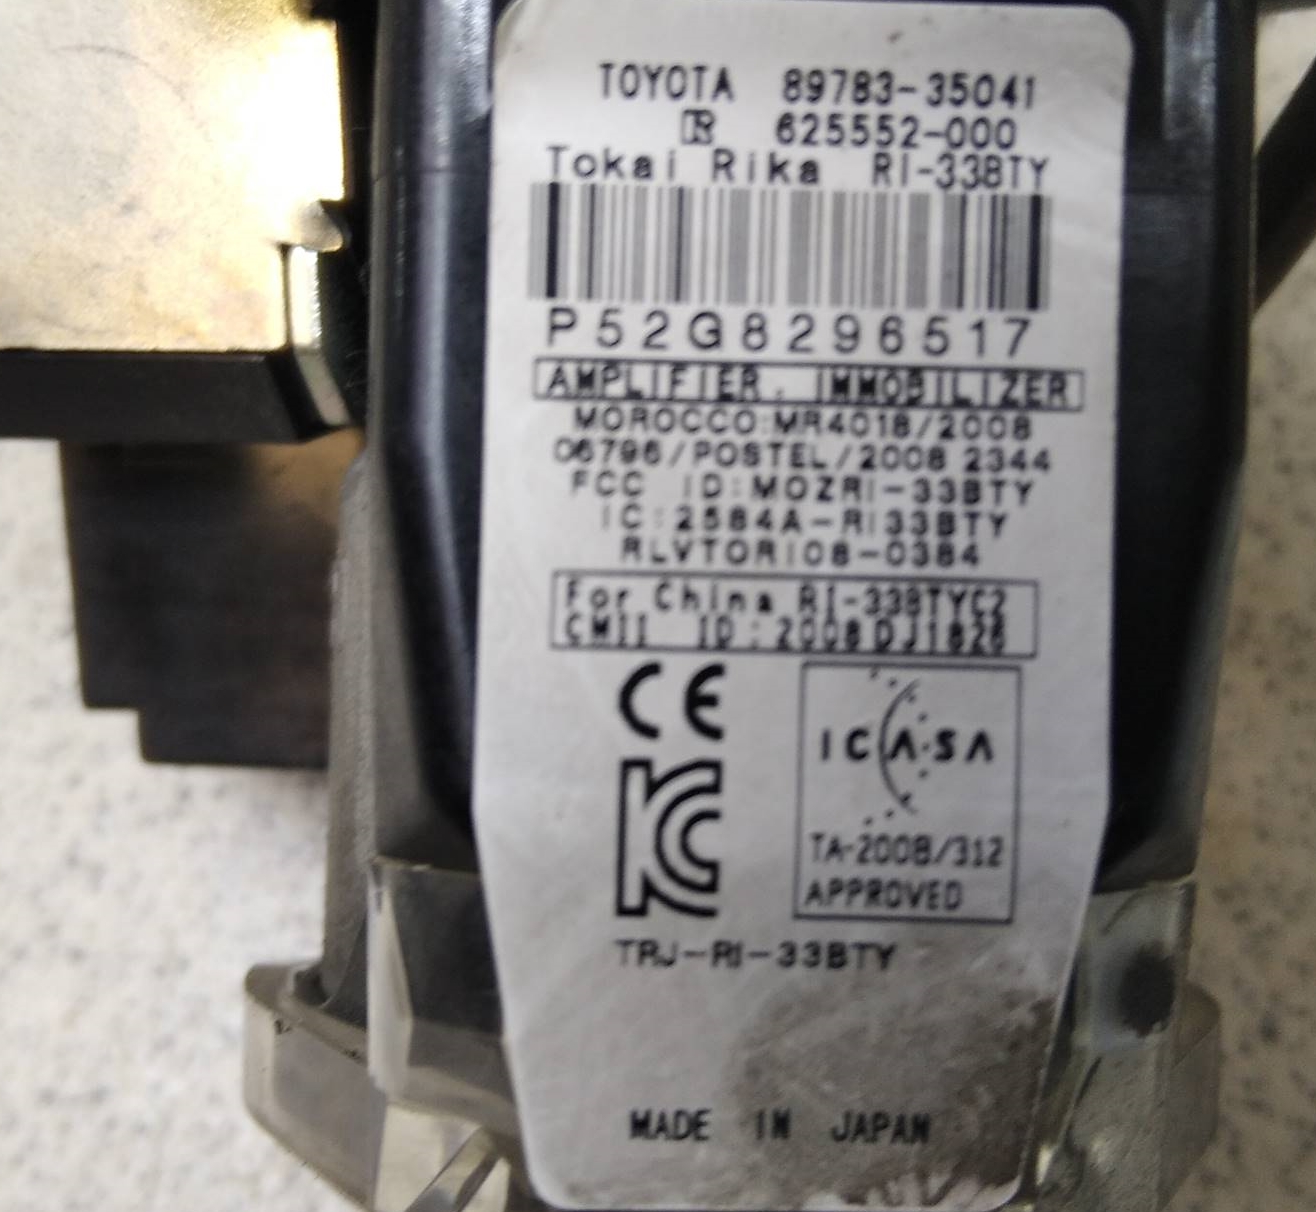 TOYOTA 89783-35041
R 625552-000
Tokai Rika RI-33BTY
P52G8296517
AMPLIFIER, IMMOBILIZER
MOROCCO:MR4018/2008
06796/POSTEL/2008 2344
FCC ID:MOZRI-33BTY
IC:2584A-RI33BTY
RLVTORI08-0384
For China RI-33BTYC2
CMII ID:2008DJ1826
CE
ICASA
KC
TA-2008/312
APPROVED
TRJ-RI-33BTY
MADE IN JAPAN